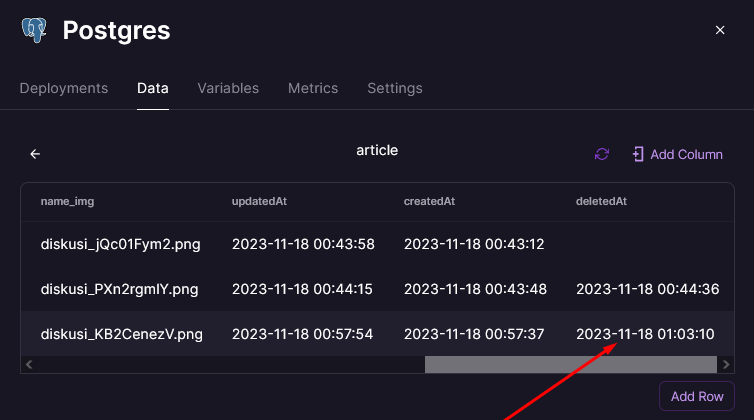 Postgres
Deployments Data Variables Metrics Settings
article
Add Column
name_img updatedAt createdAt deletedAt
diskusi_jQc01Fym2.png 2023-11-18 00:43:58 2023-11-18 00:43:12
diskusi_PXn2rgmIY.png 2023-11-18 00:44:15 2023-11-18 00:43:48 2023-11-18 00:44:36
diskusi_KB2CenezV.png 2023-11-18 00:57:54 2023-11-18 00:57:37 2023-11-18 01:03:10
Add Row